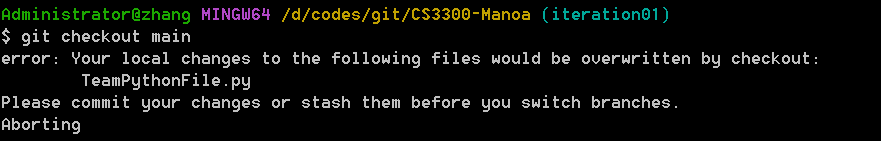 Administrator@zhang MINGW64 /d/codes/git/CS3300-Manoa (iteration01)
$ git checkout main
error: Your local changes to the following files would be overwritten by checkout:
        TeamPythonFile.py
Please commit your changes or stash them before you switch branches.
Aborting